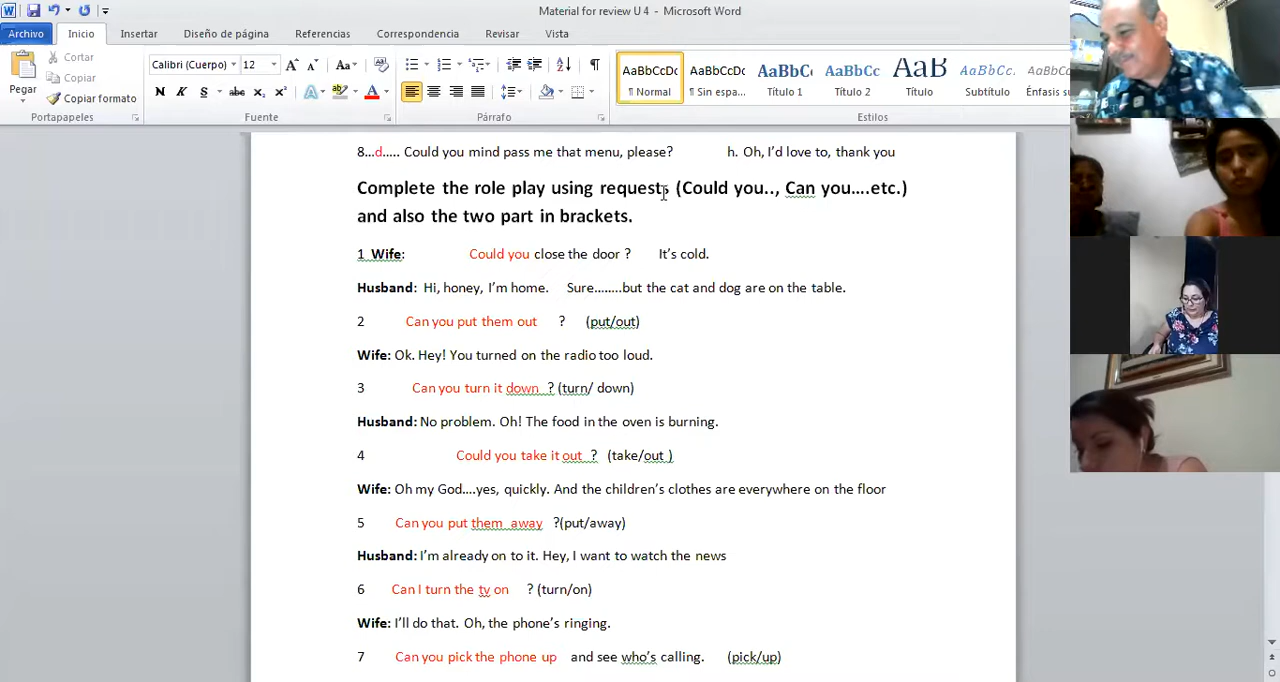 Material for review U 4 - Microsoft Word
Archivo Inicio Insertar Diseño de página Referencias Correspondencia Revisar Vista
Pegar
Cortar
Copiar
Copiar formato
Portapapeles
Calibri (Cuerpo) 12
Fuente
Párrafo
AaBbCcDc AaBbCcDc AaBbC AaBbCc AaB AaBbCc. AaBbCc
¶ Normal ¶ Sin espa... Título 1 Título 2 Título Subtítulo Énfasis su
Estilos
8...d..... Could you mind pass me that menu, please? h. Oh, I'd love to, thank you
Complete the role play using requests (Could you.., Can you....etc.)
and also the two part in brackets.
1 Wife: Could you close the door ? It's cold.
Husband: Hi, honey, I'm home. Sure........but the cat and dog are on the table.
2 Can you put them out ? (put/out)
Wife: Ok. Hey! You turned on the radio too loud.
3 Can you turn it down ? (turn/ down)
Husband: No problem. Oh! The food in the oven is burning.
4 Could you take it out ? (take/out )
Wife: Oh my God....yes, quickly. And the children's clothes are everywhere on the floor
5 Can you put them away ?(put/away)
Husband: I'm already on to it. Hey, I want to watch the news
6 Can I turn the tv on ? (turn/on)
Wife: I'll do that. Oh, the phone's ringing.
7 Can you pick the phone up and see who's calling. (pick/up)